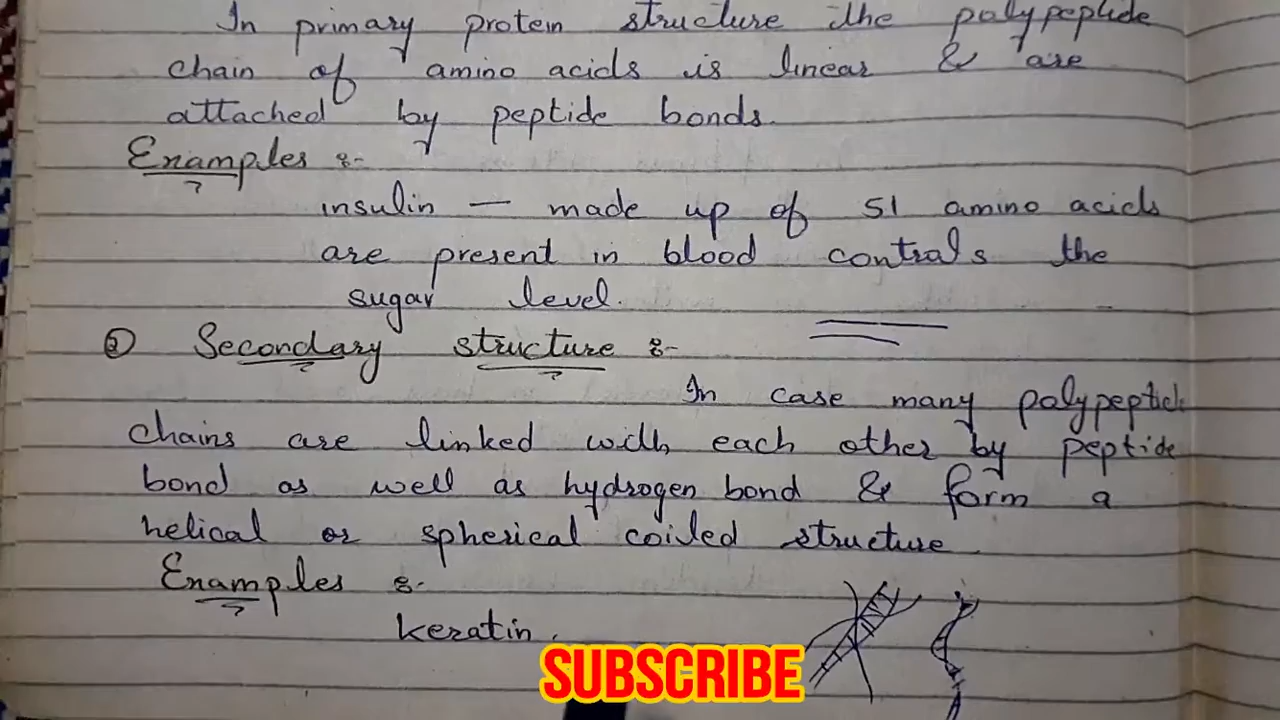 In primary protein structure the polypeptide
chain of amino acids is linear & are
attached by peptide bonds.
Examples :-
insulin — made up of 51 amino acids
are present in blood controls the
sugar level.
② Secondary structure :-
In case many polypeptide
chains are linked with each other by peptide
bond as well as hydrogen bond & form a
helical or spherical coiled structure.
Examples :-
keratin.
SUBSCRIBE